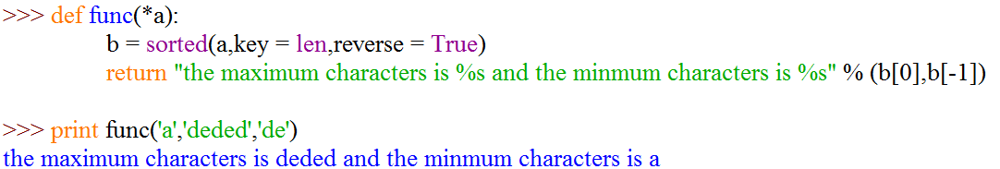 >>> def func(*a):
b = sorted(a,key = len,reverse = True)
return "the maximum characters is %s and the minmum characters is %s" % (b[0],b[-1])
>>> print func('a','deded','de')
the maximum characters is deded and the minmum characters is a